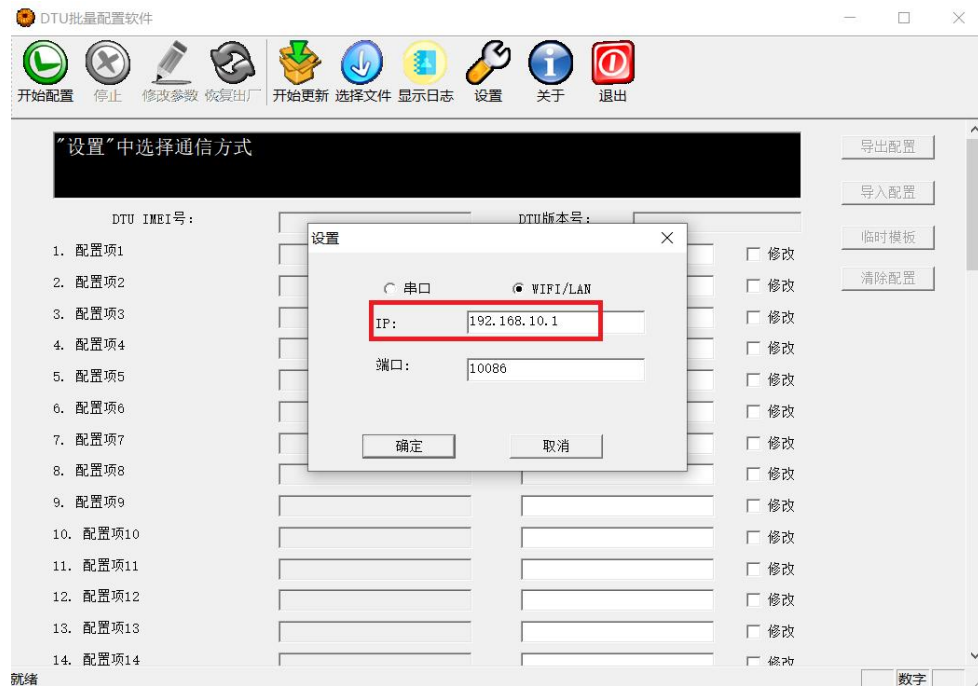 DTU批量配置软件
开始配置 停止 修改参数 恢复出厂 开始更新 选择文件 显示日志 设置 关于 退出
"设置"中选择通信方式
导出配置
导入配置
临时模板
清除配置
DTU IMEI号: DTU版本号:
1. 配置项1 修改
2. 配置项2 修改
3. 配置项3 修改
4. 配置项4 修改
5. 配置项5 修改
6. 配置项6 修改
7. 配置项7 修改
8. 配置项8 修改
9. 配置项9 修改
10. 配置项10 修改
11. 配置项11 修改
12. 配置项12 修改
13. 配置项13 修改
14. 配置项14 修改
设置
串口 WIFI/LAN
IP: 192.168.10.1
端口: 10086
确定 取消
就绪 数字